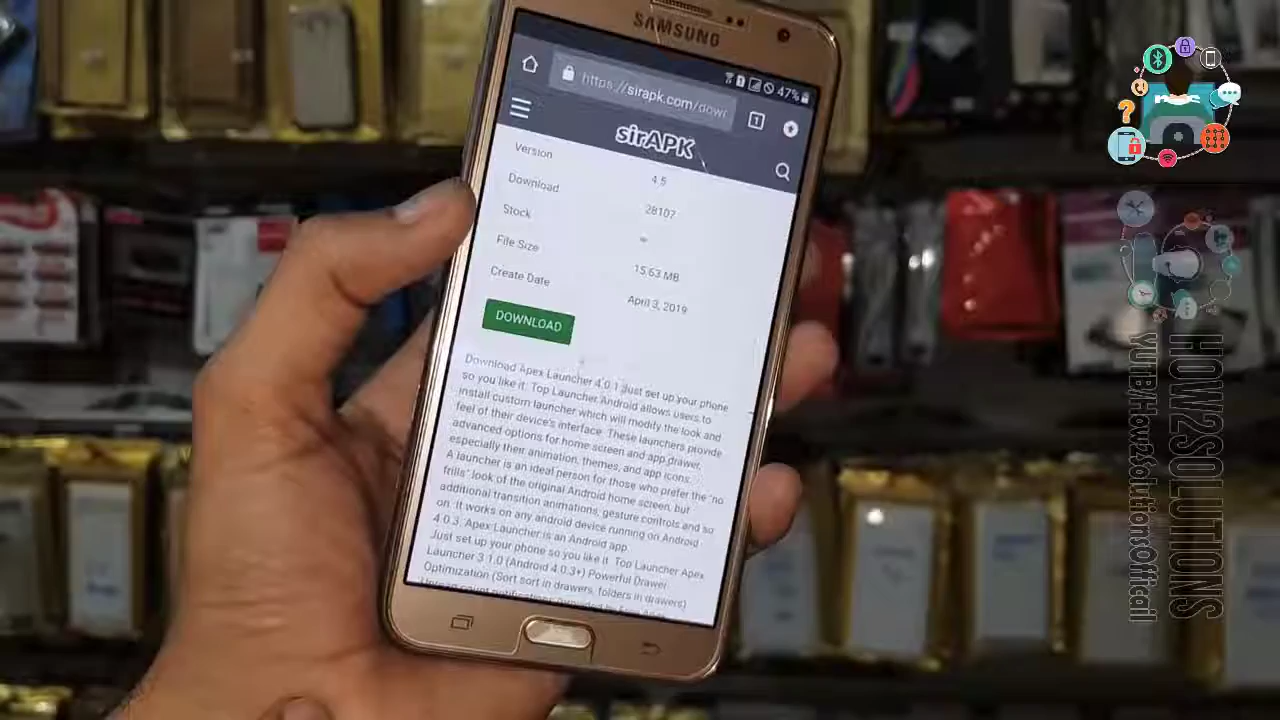 SAMSUNG
47%
https://sirapk.com/dow
sirAPK
Version 4.5
Download 28107
Stock ∞
File Size 15.63 MB
Create Date April 3, 2019
DOWNLOAD
Download Apex Launcher 4.0.1 Just set up your phone
so you like it. Top Launcher Android allows users to
install custom launcher which will modify the look and
feel of their device's interface. These launchers provide
advanced options for home screen and app drawer,
especially their animation, themes, and app icons.
A launcher is an ideal person for those who prefer the "no
frills" look of the original Android home screen, but
additional transition animations, gesture controls and so
on. It works on any android device running on Android
4.0.3. Apex Launcher is an Android app.
Just set up your phone so you like it. Top Launcher Apex
Launcher 3.1.0 (Android 4.0.3+) Powerful Drawer
Optimization (Sort sort in drawers, folders in drawers)
HOW2SOLUTIONS
YUTB/How2solutionsOffcail